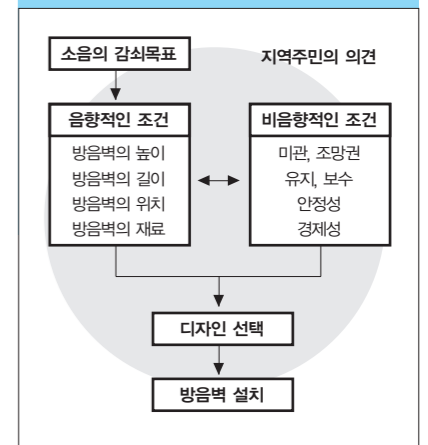 소음의 감쇠목표
지역주민의 의견
음향적인 조건
방음벽의 높이
방음벽의 길이
방음벽의 위치
방음벽의 재료
비음향적인 조건
미관, 조망권
유지, 보수
안정성
경제성
디자인 선택
방음벽 설치